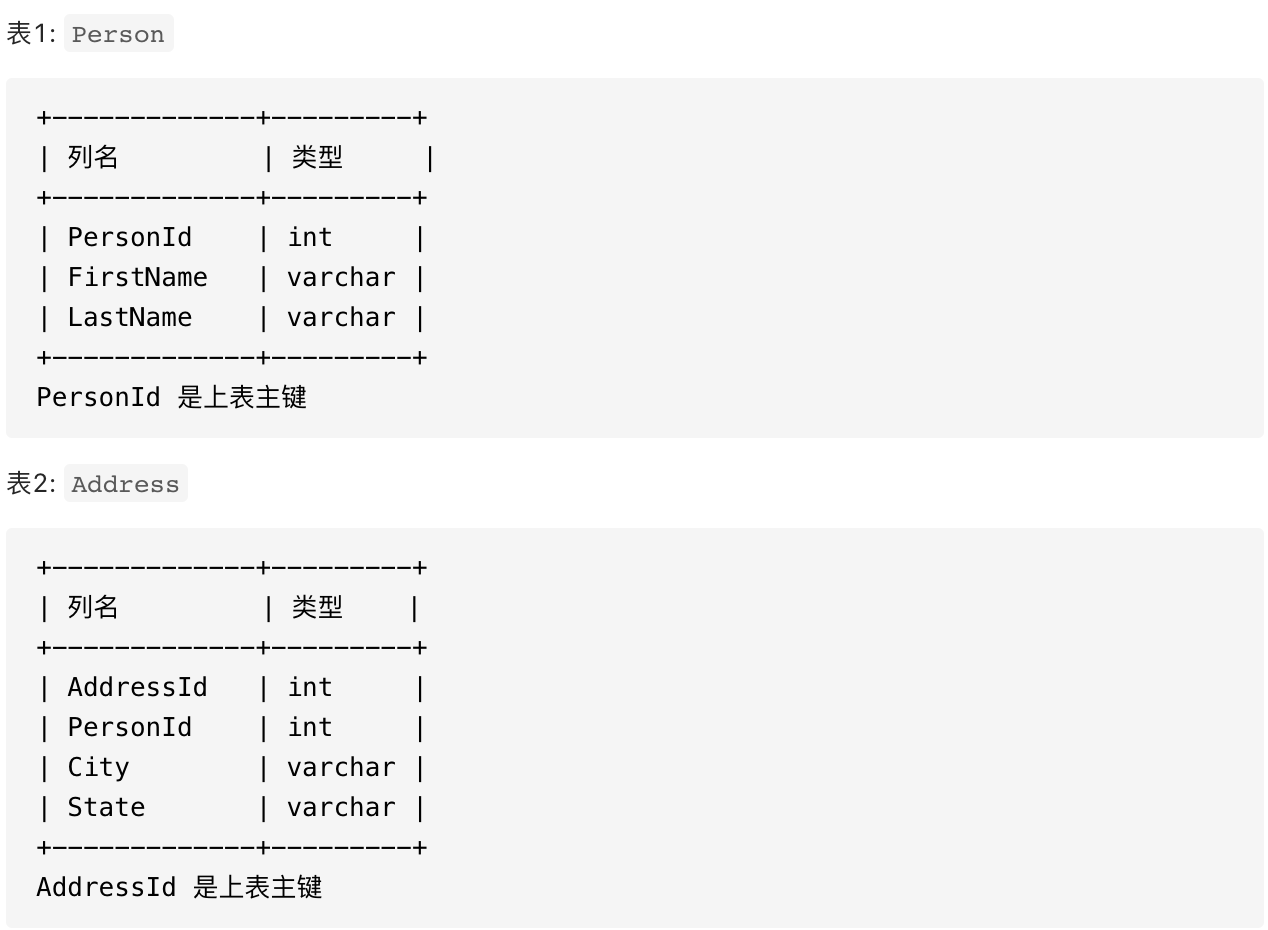 表1: Person
+-------------+---------+
| 列名         | 类型     |
+-------------+---------+
| PersonId    | int     |
| FirstName   | varchar |
| LastName    | varchar |
+-------------+---------+
PersonId 是上表主键
表2: Address
+-------------+---------+
| 列名         | 类型    |
+-------------+---------+
| AddressId   | int     |
| PersonId    | int     |
| City        | varchar |
| State       | varchar |
+-------------+---------+
AddressId 是上表主键